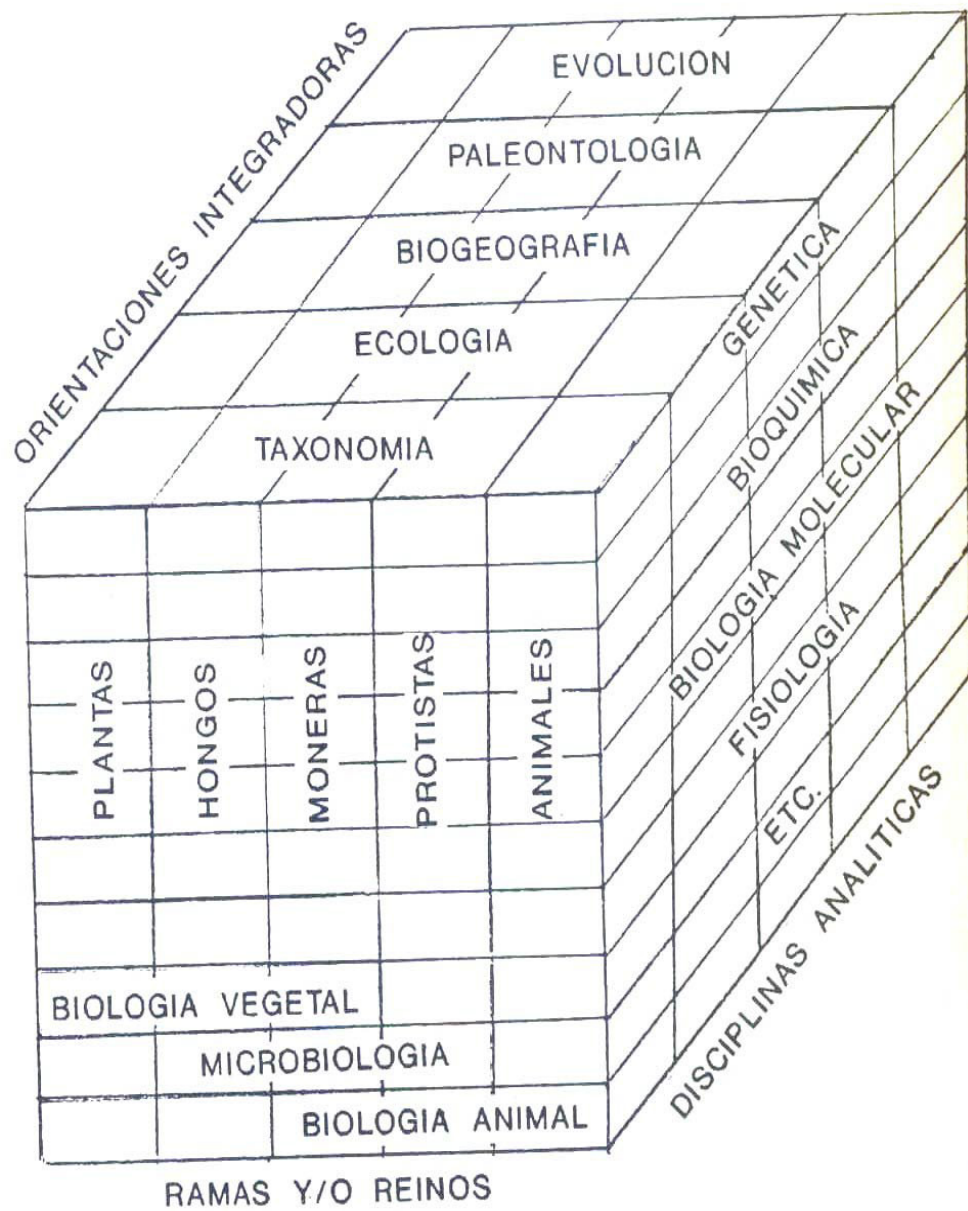 ORIENTACIONES INTEGRADORAS
EVOLUCION
PALEONTOLOGIA
BIOGEOGRAFIA
ECOLOGIA
TAXONOMIA
GENETICA
BIOQUIMICA
BIOLOGIA MOLECULAR
FISIOLOGIA
ETC.
DISCIPLINAS ANALITICAS
PLANTAS
HONGOS
MONERAS
PROTISTAS
ANIMALES
BIOLOGIA VEGETAL
MICROBIOLOGIA
BIOLOGIA ANIMAL
RAMAS Y/O REINOS